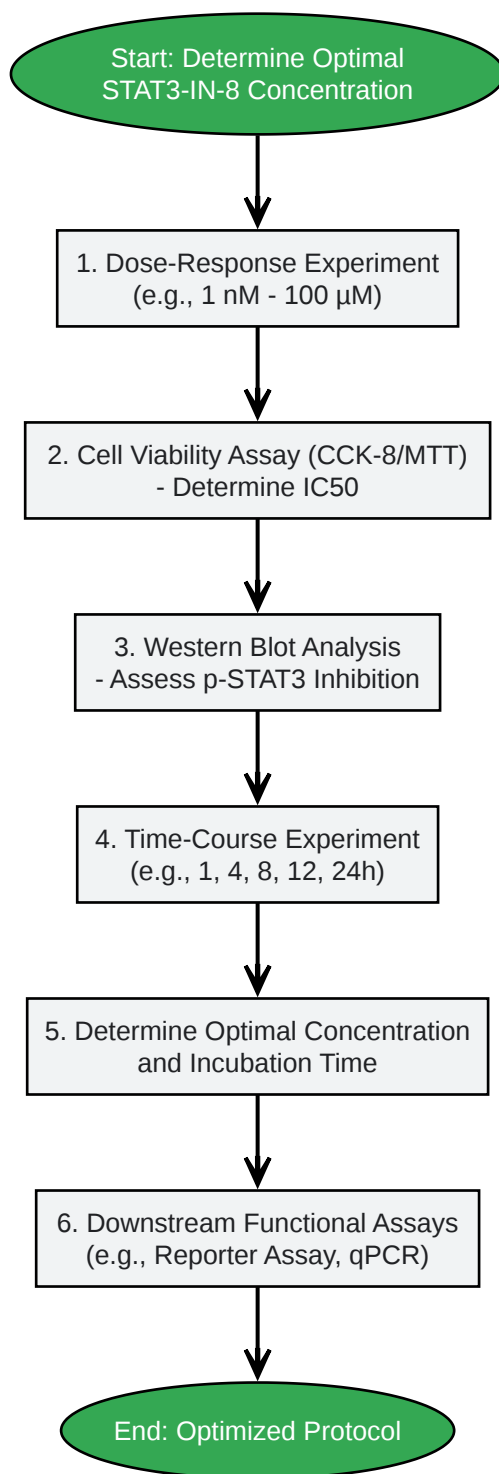 Start: Determine Optimal
STAT3-IN-8 Concentration
1. Dose-Response Experiment
(e.g., 1 nM - 100 µM)
2. Cell Viability Assay (CCK-8/MTT)
- Determine IC50
3. Western Blot Analysis
- Assess p-STAT3 Inhibition
4. Time-Course Experiment
(e.g., 1, 4, 8, 12, 24h)
5. Determine Optimal Concentration
and Incubation Time
6. Downstream Functional Assays
(e.g., Reporter Assay, qPCR)
End: Optimized Protocol